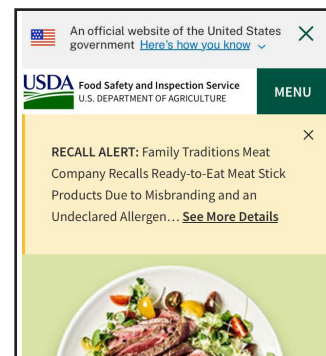 An official website of the United States
government Here's how you know
USDA Food Safety and Inspection Service
U.S. DEPARTMENT OF AGRICULTURE
MENU
RECALL ALERT: Family Traditions Meat
Company Recalls Ready-to-Eat Meat Stick
Products Due to Misbranding and an
Undeclared Allergen… See More Details